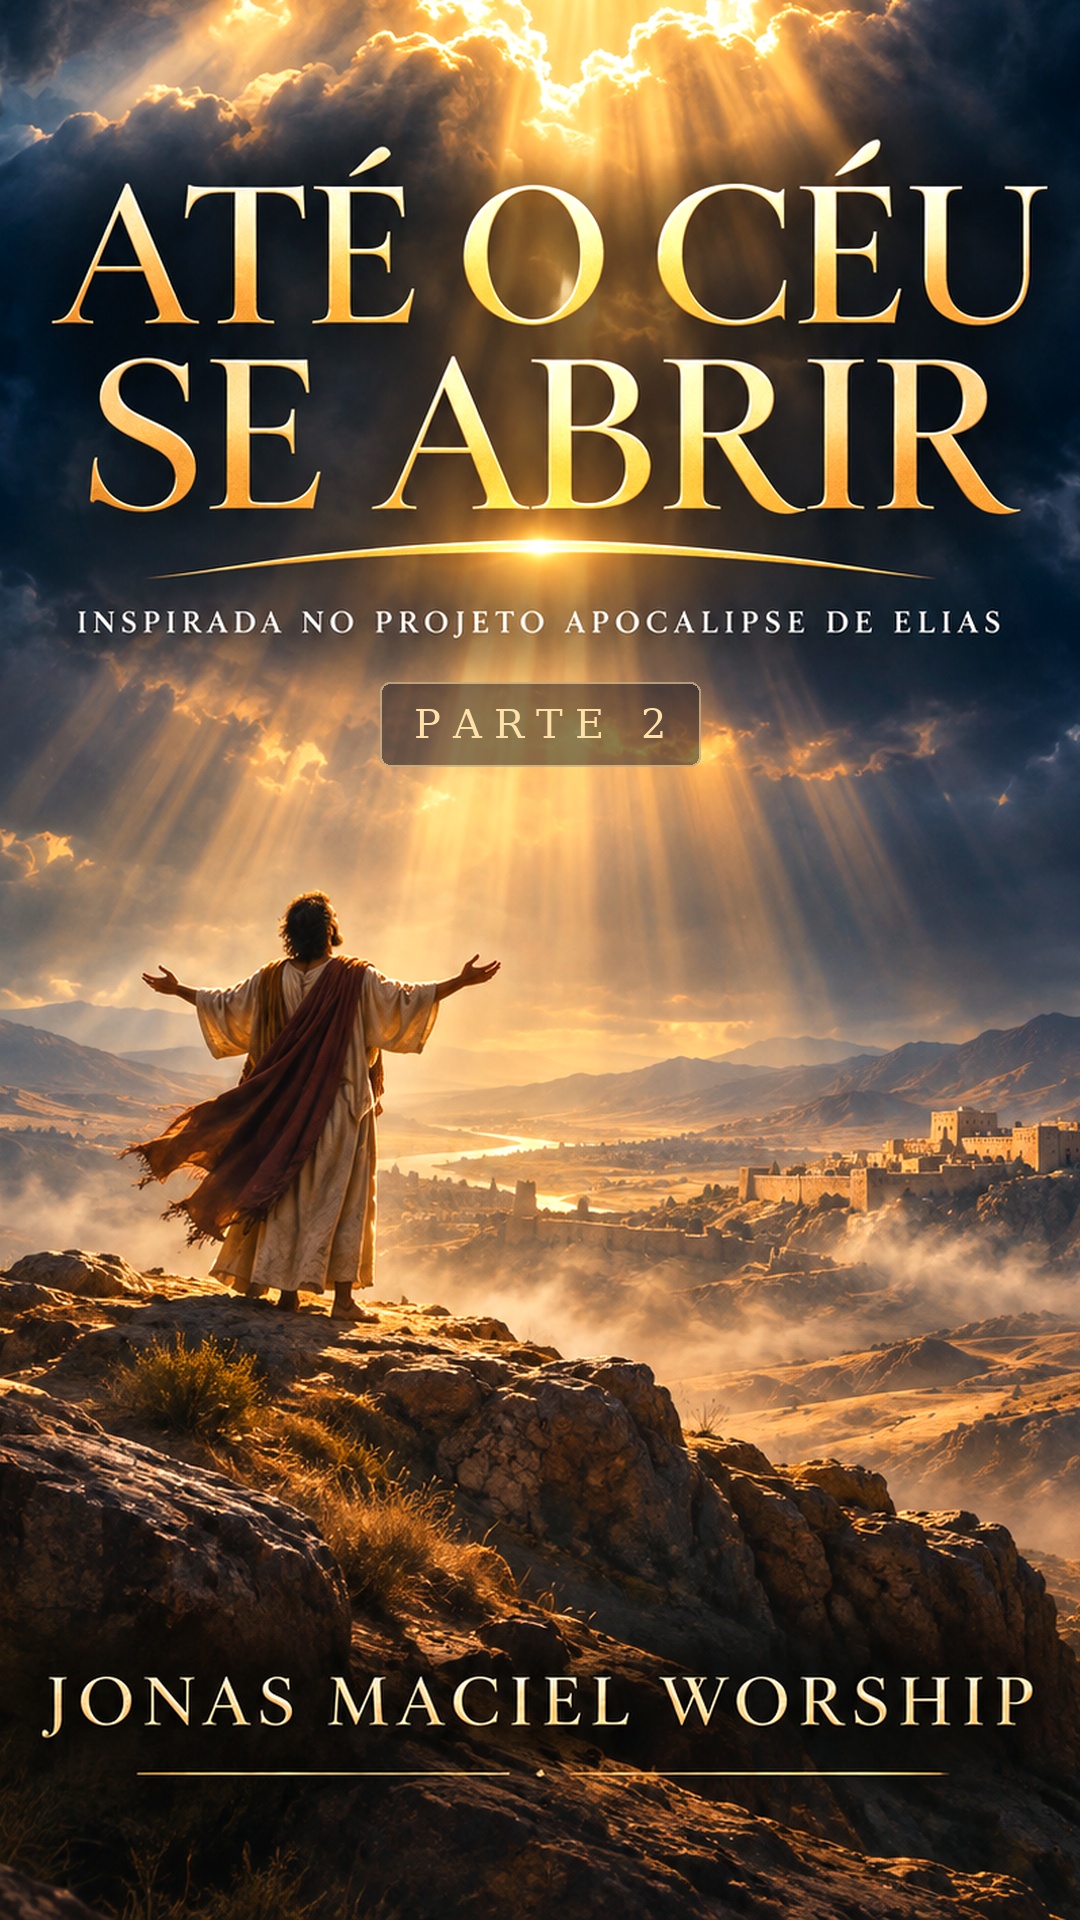 ATÉ O CÉU
SE ABRIR
INSPIRADA NO PROJETO APOCALIPSE DE ELIAS
PARTE 2
JONAS MACIEL WORSHIP